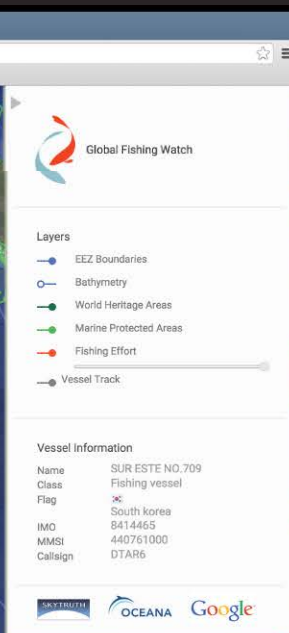 Global Fishing Watch
Layers
EEZ Boundaries
Bathymetry
World Heritage Areas
Marine Protected Areas
Fishing Effort
Vessel Track
Vessel Information
Name SUR ESTE NO.709
Class Fishing vessel
Flag
South korea
IMO 8414465
MMSI 440761000
Callsign DTAR6
SKYTRUTH OCEANA Google